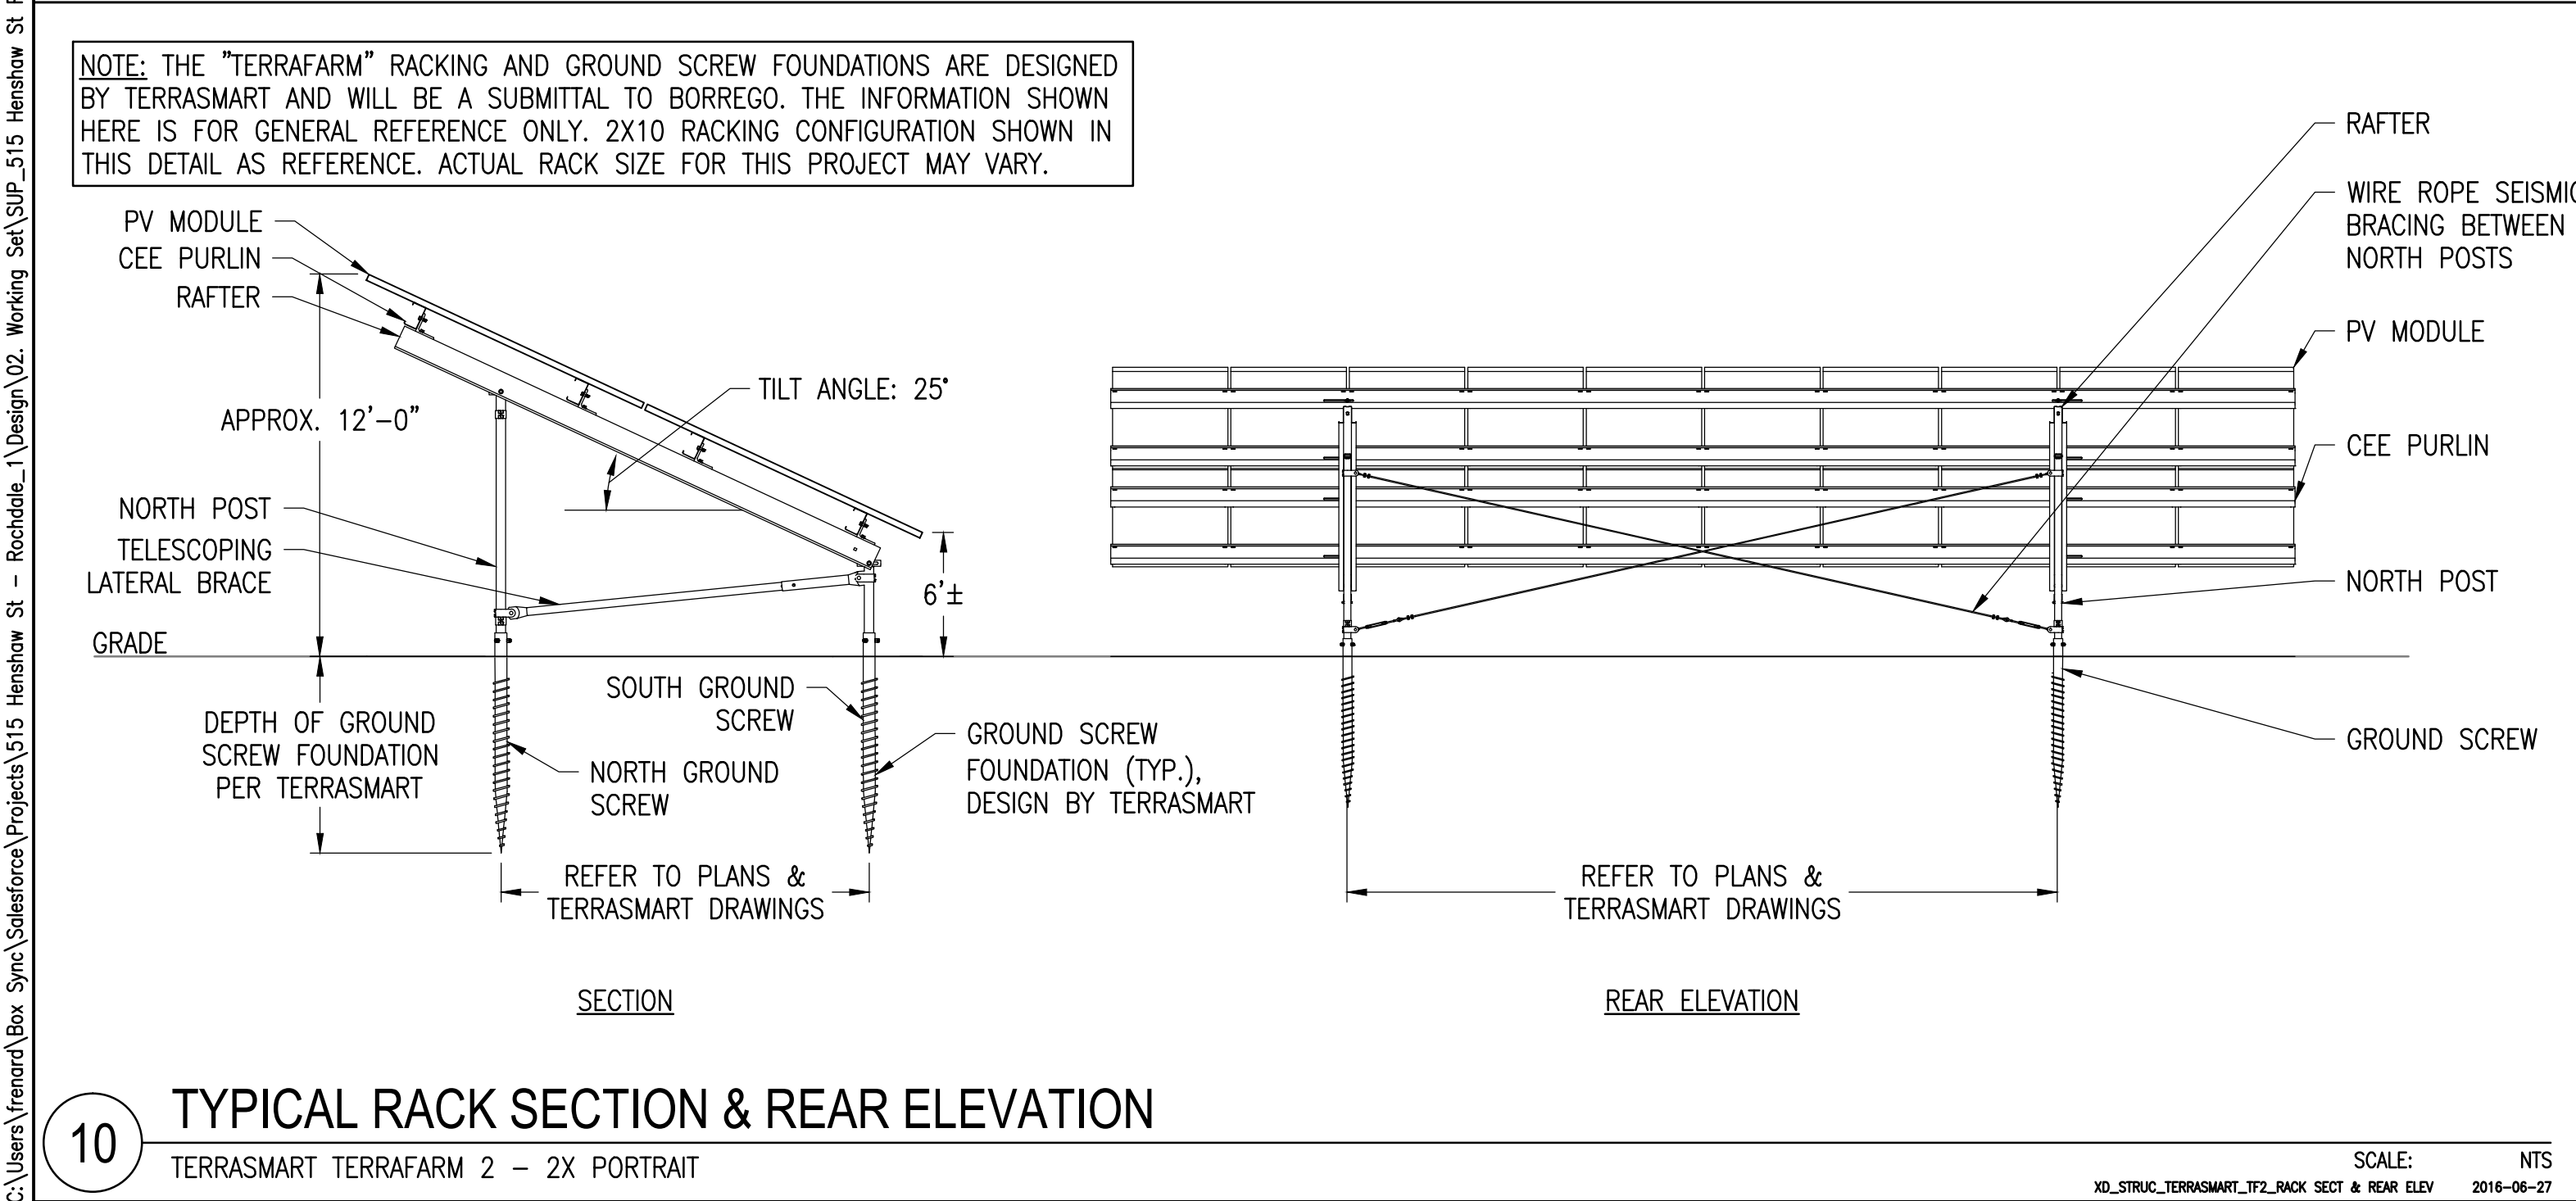 NOTE: THE "TERRAFARM" RACKING AND GROUND SCREW FOUNDATIONS ARE DESIGNED
BY TERRASMART AND WILL BE A SUBMITTAL TO BORREGO. THE INFORMATION SHOWN
HERE IS FOR GENERAL REFERENCE ONLY. 2X10 RACKING CONFIGURATION SHOWN IN
THIS DETAIL AS REFERENCE. ACTUAL RACK SIZE FOR THIS PROJECT MAY VARY.
PV MODULE
CEE PURLIN
RAFTER
TILT ANGLE: 25°
APPROX. 12'-0"
NORTH POST
TELESCOPING
LATERAL BRACE
6'±
GRADE
DEPTH OF GROUND
SCREW FOUNDATION
PER TERRASMART
SOUTH GROUND
SCREW
NORTH GROUND
SCREW
GROUND SCREW
FOUNDATION (TYP.),
DESIGN BY TERRASMART
REFER TO PLANS &
TERRASMART DRAWINGS
SECTION
RAFTER
WIRE ROPE SEISMIC
BRACING BETWEEN
NORTH POSTS
PV MODULE
CEE PURLIN
NORTH POST
GROUND SCREW
REFER TO PLANS &
TERRASMART DRAWINGS
REAR ELEVATION
10
TYPICAL RACK SECTION & REAR ELEVATION
TERRASMART TERRAFARM 2 - 2X PORTRAIT
SCALE: NTS
XD_STRUC_TERRASMART_TF2_RACK SECT & REAR ELEV 2016-06-27
C:\Users\frenard\Box Sync\Salesforce\Projects\515 Henshaw St - Rochdale_1\Design\02. Working Set\SUP_515 Henshaw St